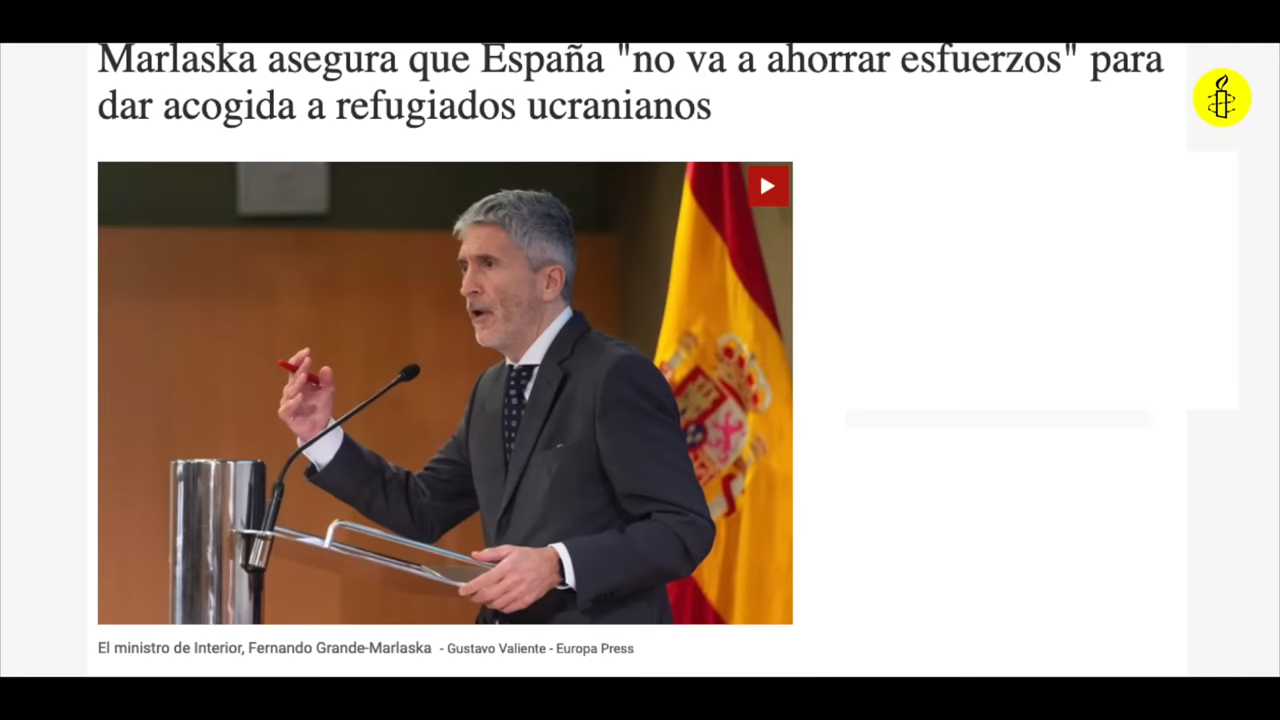 Marlaska asegura que España "no va a ahorrar esfuerzos" para
dar acogida a refugiados ucranianos
El ministro de Interior, Fernando Grande-Marlaska - Gustavo Valiente - Europa Press